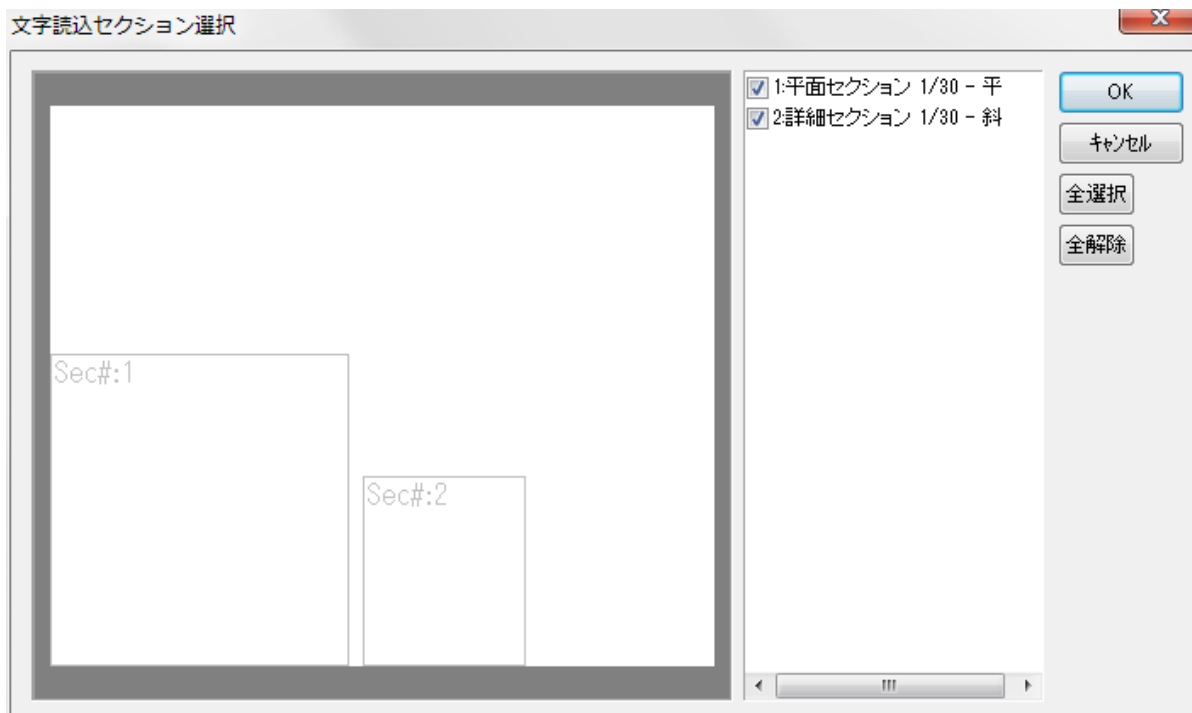 文字読込セクション選択
1:平面セクション 1/30 - 平
2:詳細セクション 1/30 - 斜
OK
キャンセル
全選択
全解除
Sec#:1
Sec#:2